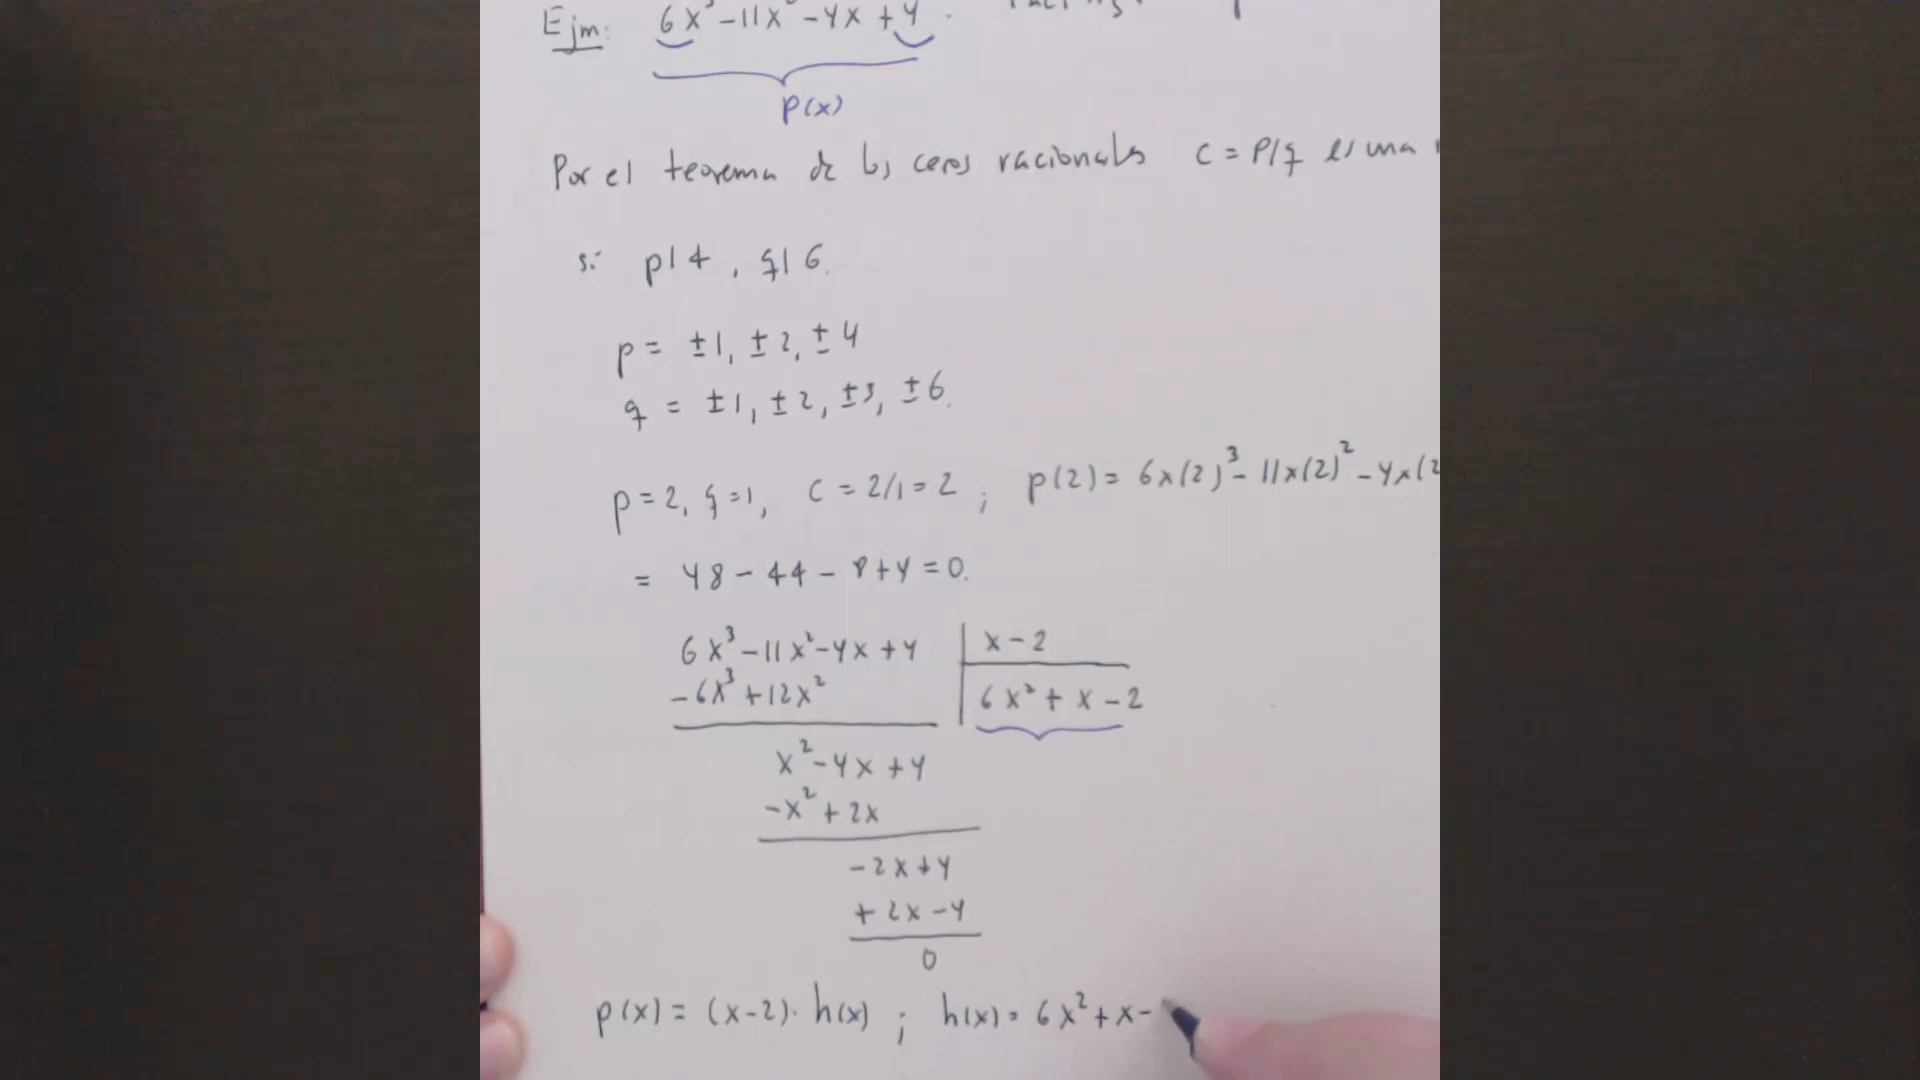 Ejm: 6x³ - 11x² - 4x + 4.
p(x)
Por el teorema de los ceros racionales c = p/q es una
si p|4, q|6.
p = ±1, ±2, ±4
q = ±1, ±2, ±3, ±6.
p = 2, q = 1, c = 2/1 = 2 ; p(2) = 6x(2)³ - 11x(2)² - 4x(2
= 48 - 44 - 8 + 4 = 0.
6x³ - 11x² - 4x + 4 | x - 2
-6x³ + 12x² | 6x² + x - 2
x² - 4x + 4
-x² + 2x
-2x + 4
+2x - 4
0
p(x) = (x-2)· h(x) ; h(x) = 6x² + x -